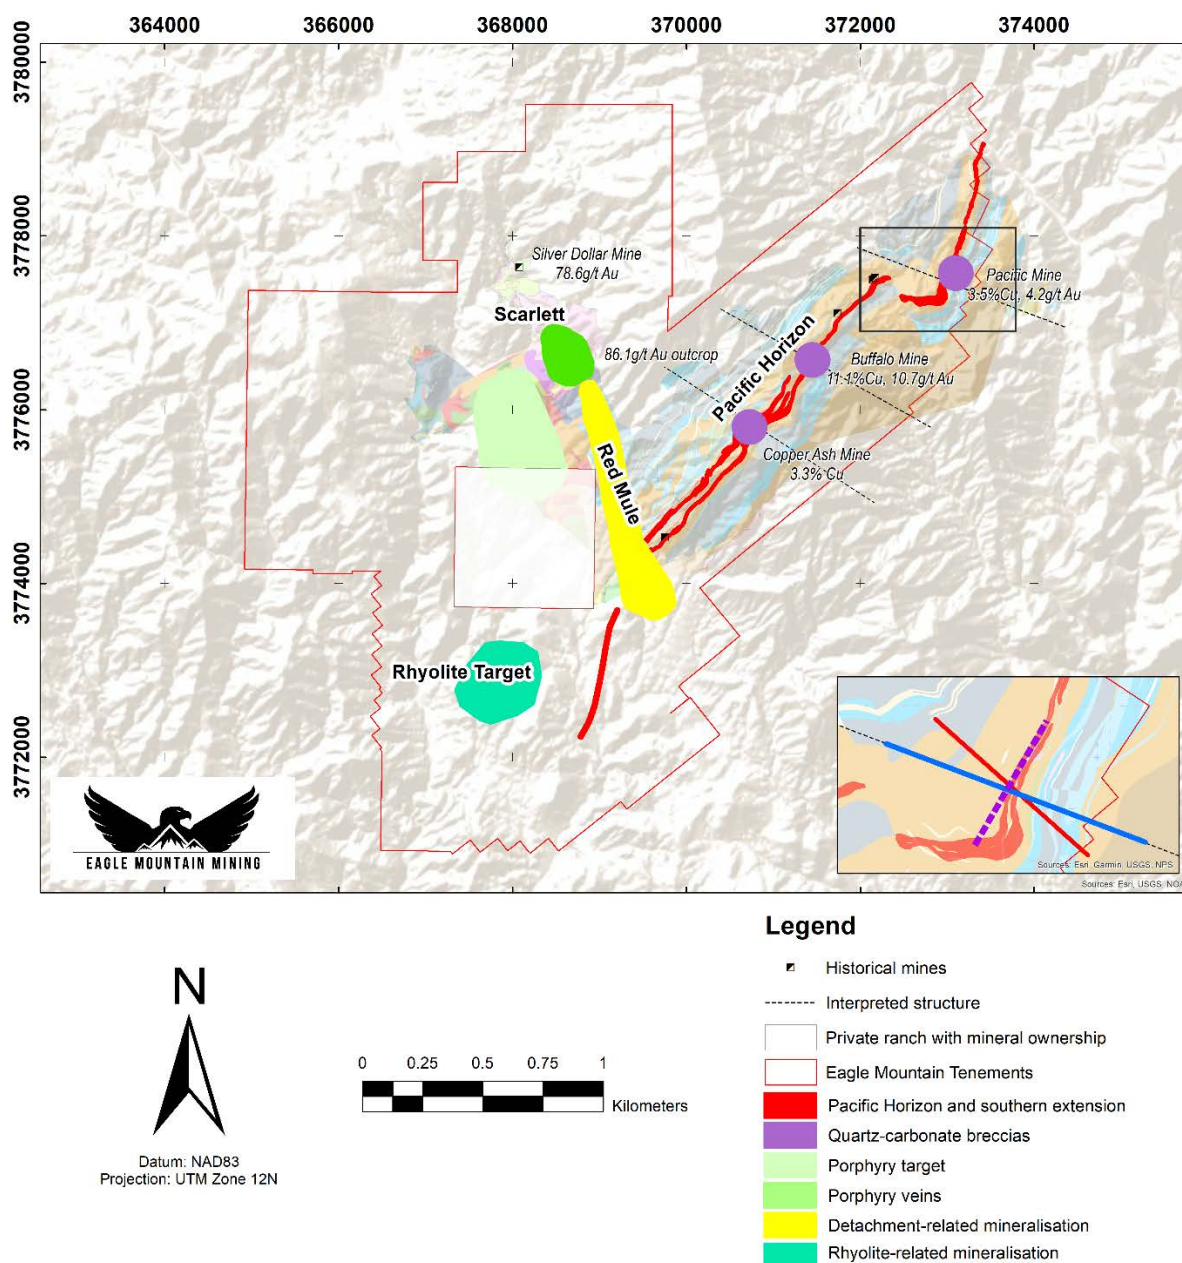 364000 366000 368000 370000 372000 374000
3780000
3778000
3776000
3774000
3772000
Silver Dollar Mine
78.6g/t Au
Scarlett
86.1g/t Au outcrop
Pacific Horizon
Pacific Mine
3.5%Cu, 4.2g/t Au
Buffalo Mine
11.1%Cu, 10.7g/t Au
Copper Ash Mine
3.3% Cu
Red Mule
Rhyolite Target
EAGLE MOUNTAIN MINING
Sources: Esri, Garmin, USGS, NPS
Sources: Esri, USGS, NOA
Legend
Historical mines
Interpreted structure
Private ranch with mineral ownership
Eagle Mountain Tenements
Pacific Horizon and southern extension
Quartz-carbonate breccias
Porphyry target
Porphyry veins
Detachment-related mineralisation
Rhyolite-related mineralisation
N
Datum: NAD83
Projection: UTM Zone 12N
0 0.25 0.5 0.75 1
Kilometers